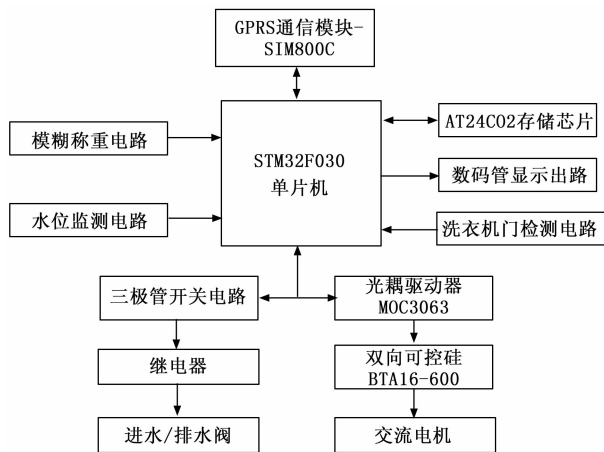 GPRS通信模块-
SIM800C
模糊称重电路
STM32F030
单片机
AT24CO2存储芯片
数码管显示出路
水位监测电路
洗衣机门检测电路
三极管开关电路
光耦驱动器
MOC3063
继电器
双向可控硅
BTA16-600
进水/排水阀
交流电机